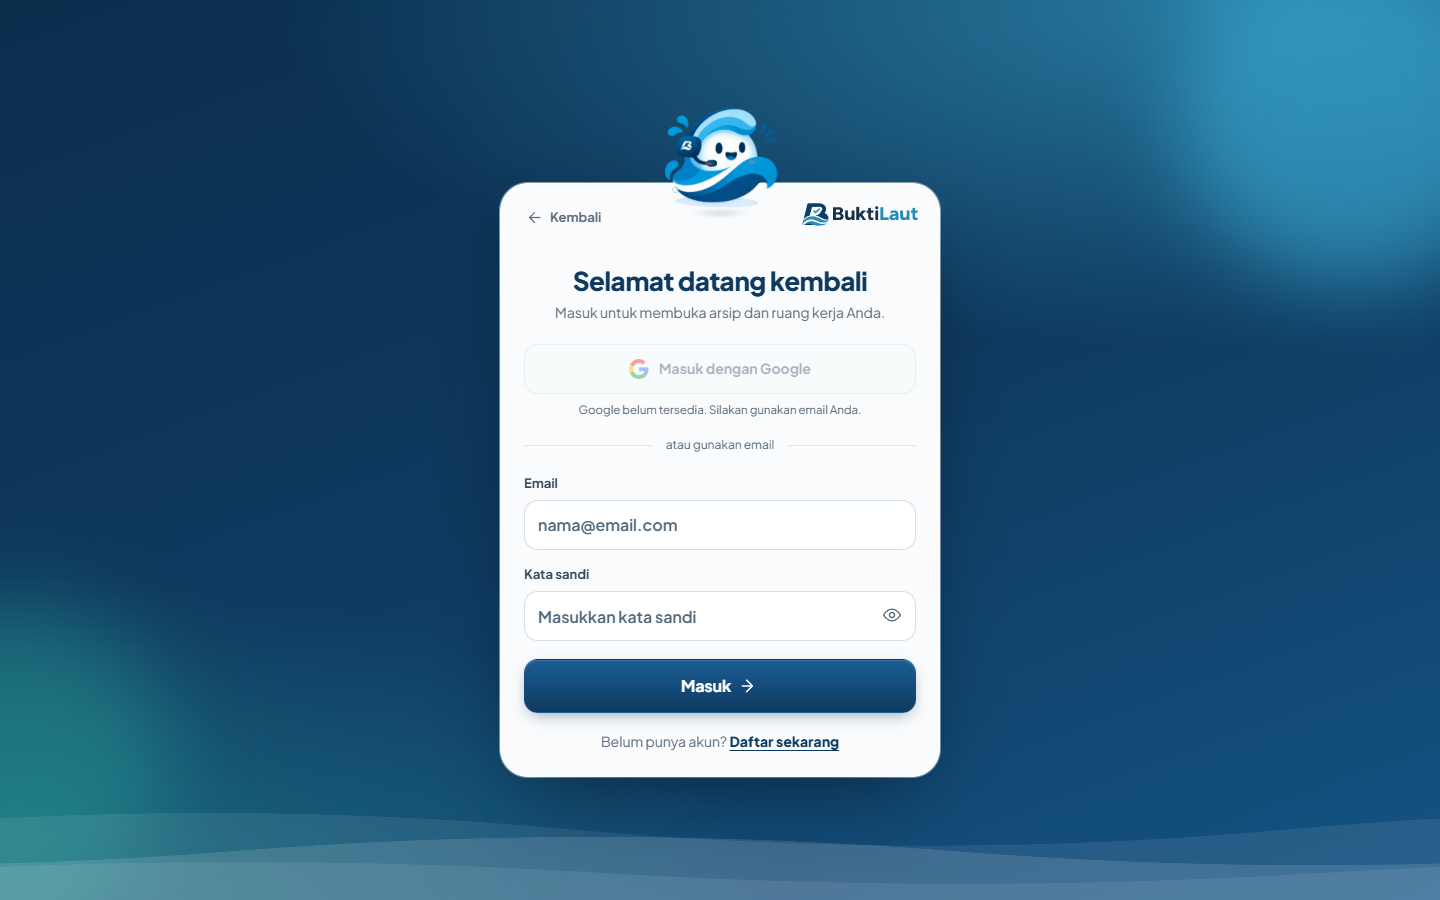 Kembali
BuktiLaut
Selamat datang kembali
Masuk untuk membuka arsip dan ruang kerja Anda.
Masuk dengan Google
Google belum tersedia. Silakan gunakan email Anda.
atau gunakan email
Email
nama@email.com
Kata sandi
Masukkan kata sandi
Masuk
Belum punya akun? Daftar sekarang